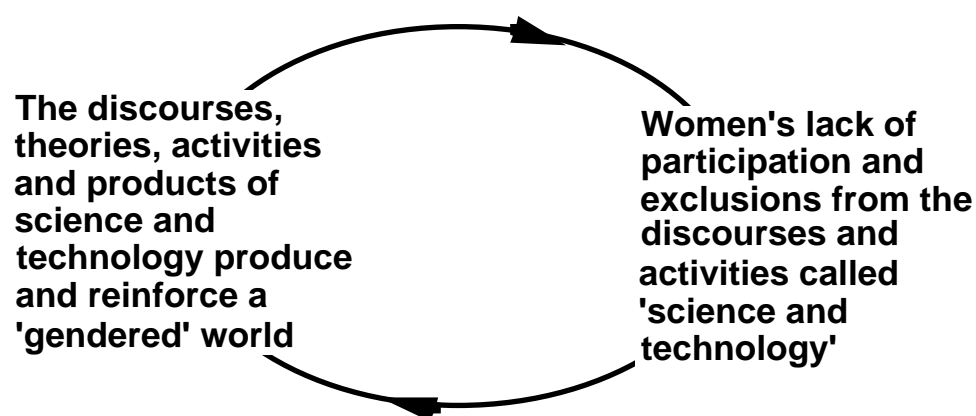 The discourses,
theories, activities
and products of
science and
technology produce
and reinforce a
'gendered' world
Women's lack of
participation and
exclusions from the
discourses and
activities called
'science and
technology'